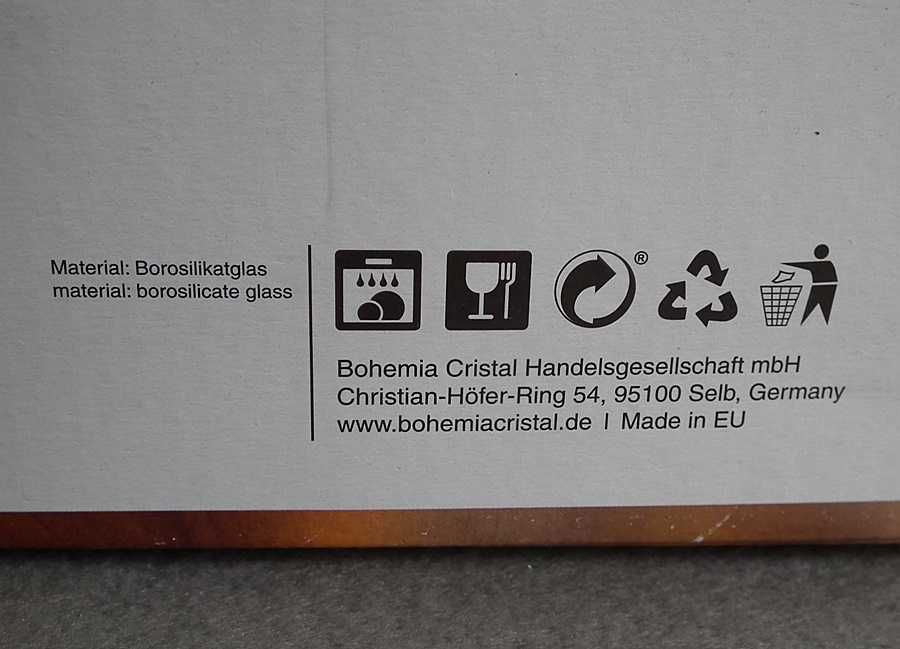 Material: Borosilikatglas
material: borosilicate glass
®
Bohemia Cristal Handelsgesellschaft mbH
Christian-Höfer-Ring 54, 95100 Selb, Germany
www.bohemiacristal.de | Made in EU